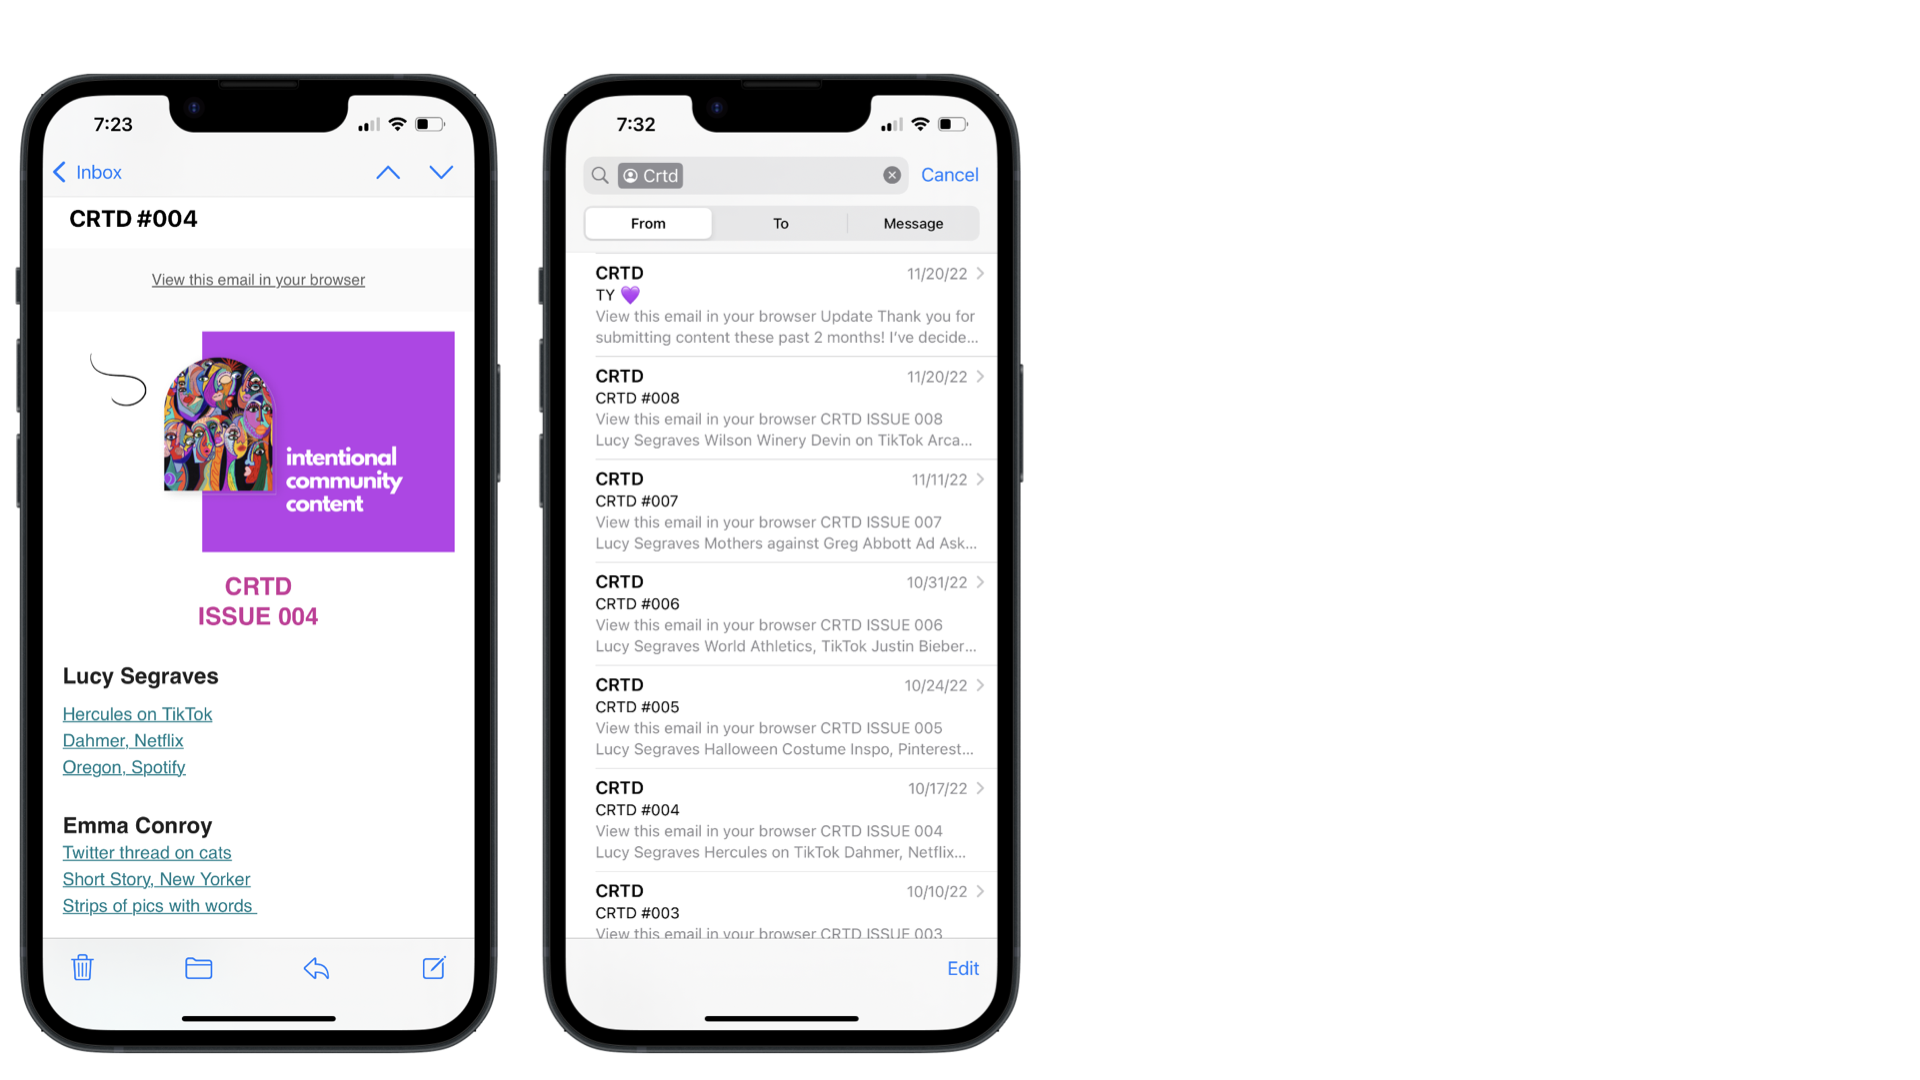 7:23
Inbox
CRTD #004
View this email in your browser
intentional
community
content
CRTD
ISSUE 004
Lucy Segraves
Hercules on TikTok
Dahmer, Netflix
Oregon, Spotify
Emma Conroy
Twitter thread on cats
Short Story, New Yorker
Strips of pics with words
7:32
Crtd
Cancel
From To Message
CRTD 11/20/22
TY 💜
View this email in your browser Update Thank you for
submitting content these past 2 months! I've decide...
CRTD 11/20/22
CRTD #008
View this email in your browser CRTD ISSUE 008
Lucy Segraves Wilson Winery Devin on TikTok Arca...
CRTD 11/11/22
CRTD #007
View this email in your browser CRTD ISSUE 007
Lucy Segraves Mothers against Greg Abbott Ad Ask...
CRTD 10/31/22
CRTD #006
View this email in your browser CRTD ISSUE 006
Lucy Segraves World Athletics, TikTok Justin Bieber...
CRTD 10/24/22
CRTD #005
View this email in your browser CRTD ISSUE 005
Lucy Segraves Halloween Costume Inspo, Pinterest...
CRTD 10/17/22
CRTD #004
View this email in your browser CRTD ISSUE 004
Lucy Segraves Hercules on TikTok Dahmer, Netflix...
CRTD 10/10/22
CRTD #003
View this email in your browser CRTD ISSUE 003
Edit